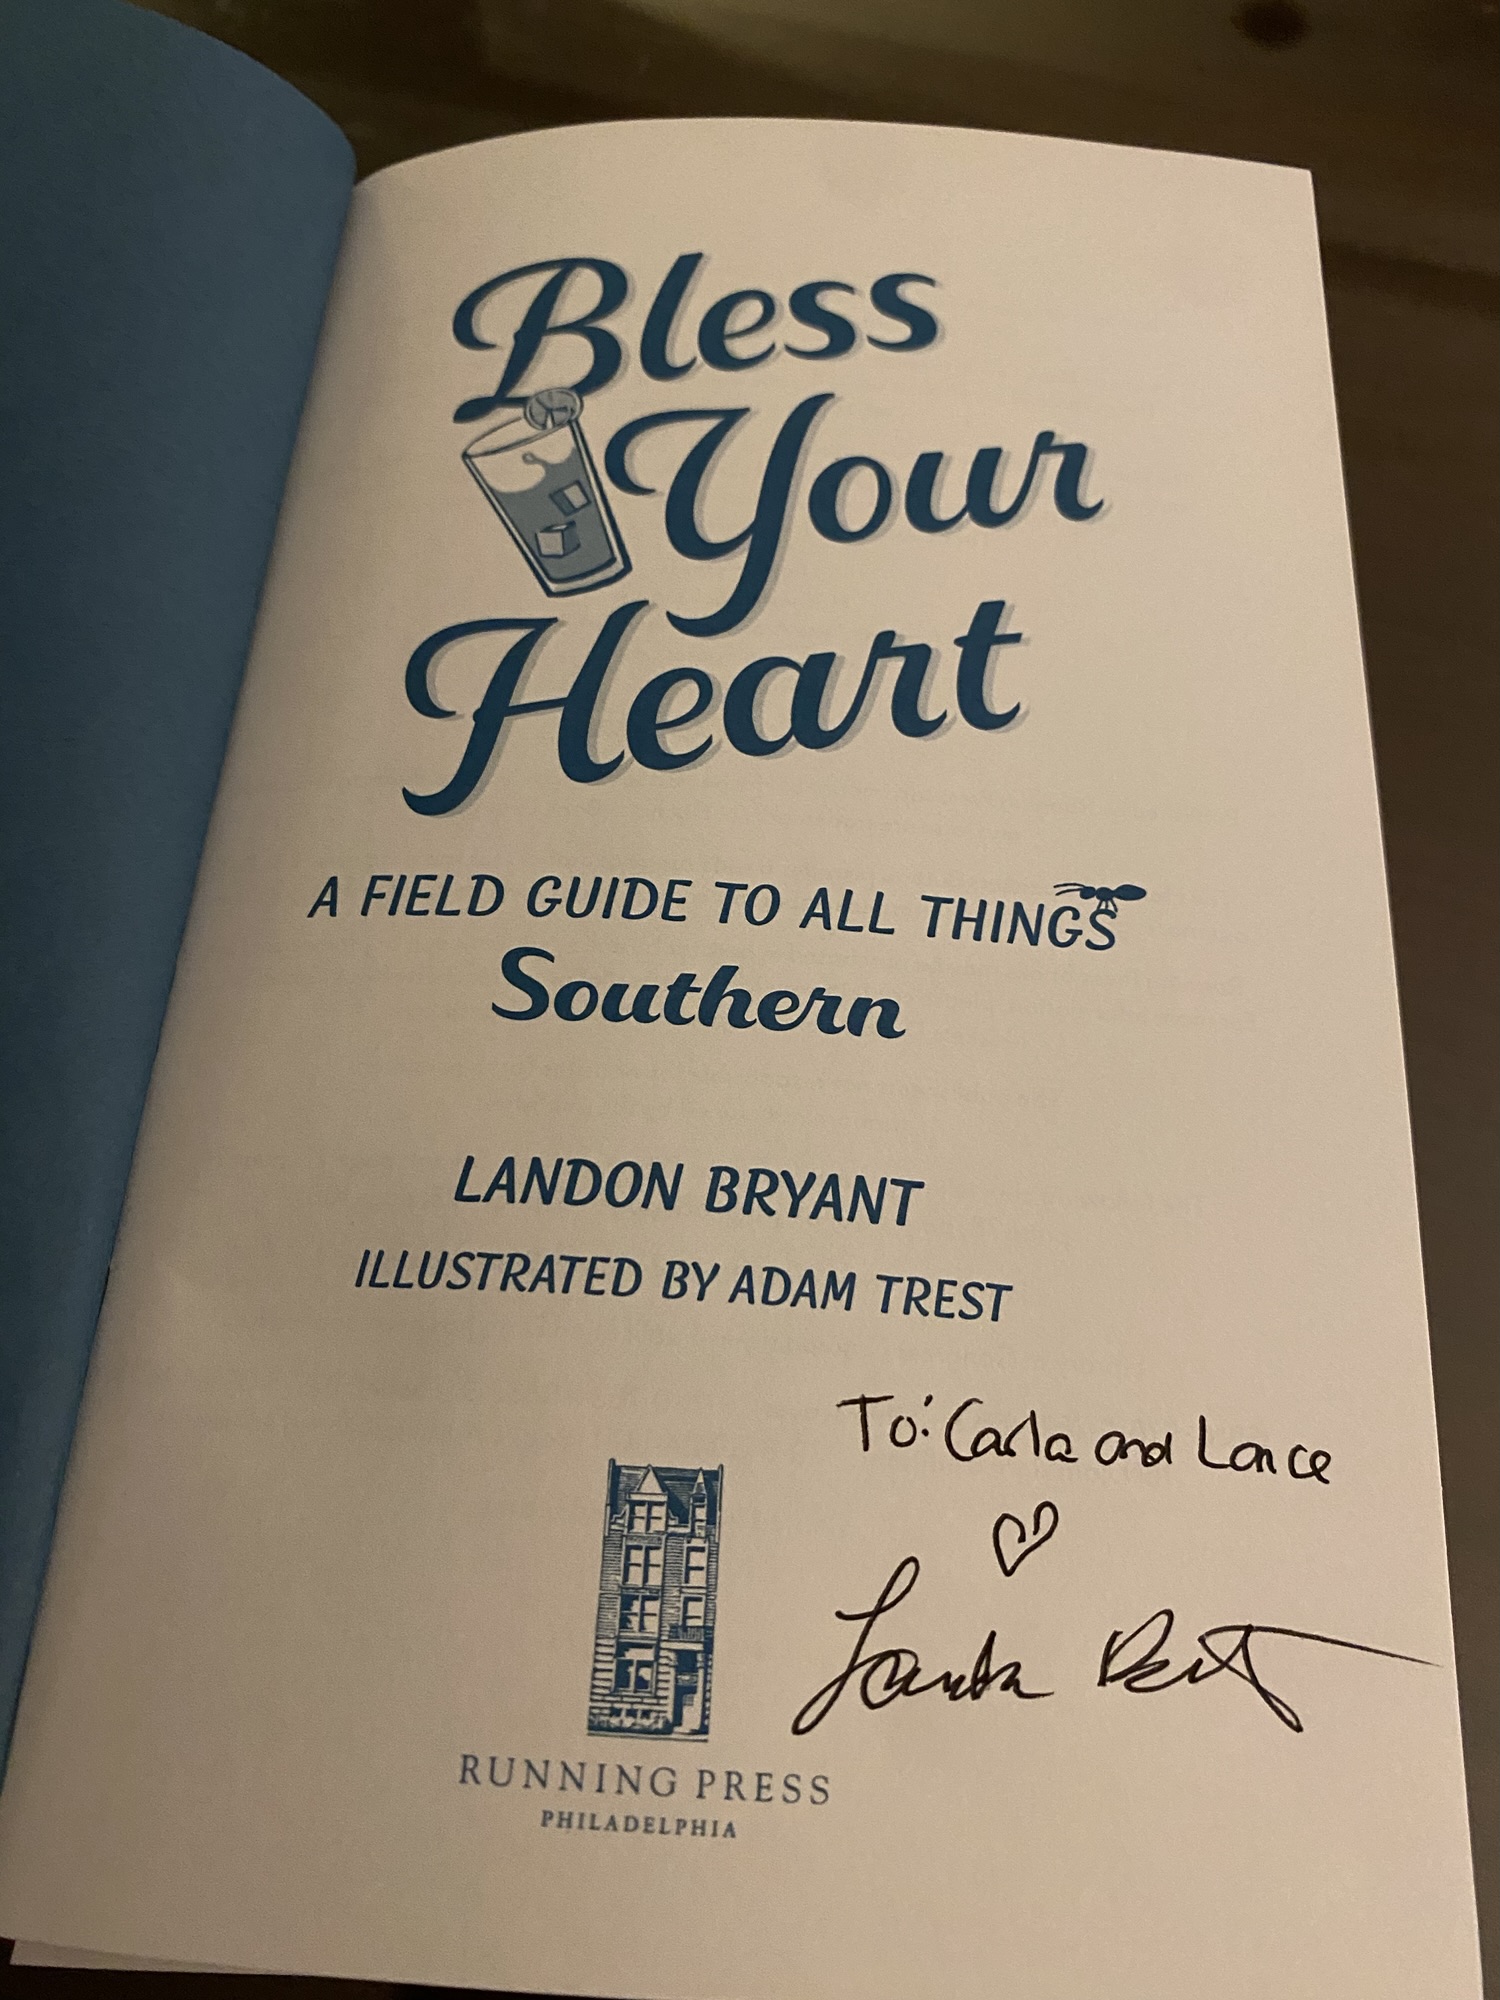 Bless
Your
Heart
A FIELD GUIDE TO ALL THINGS
Southern
LANDON BRYANT
ILLUSTRATED BY ADAM TREST
To: Carla and Lance
RUNNING PRESS
PHILADELPHIA